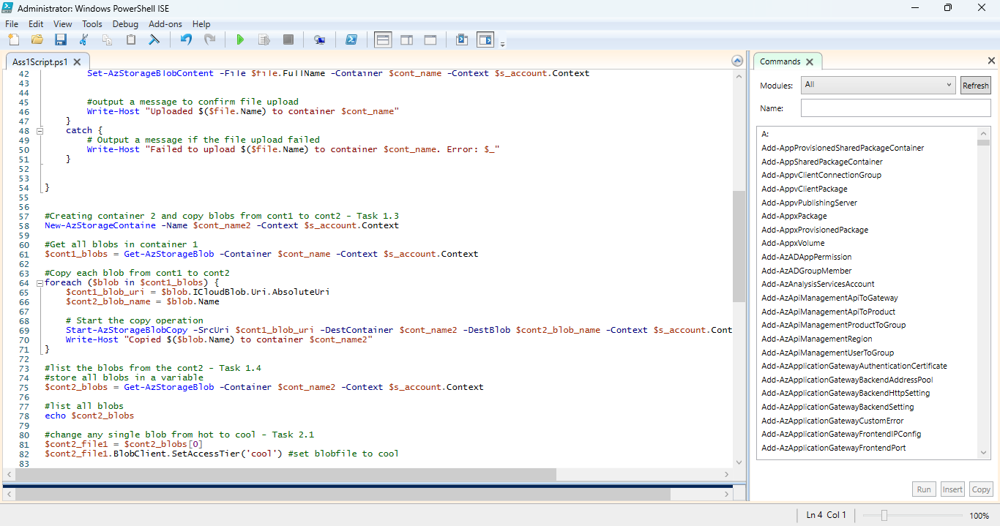 Administrator: Windows PowerShell ISE
File Edit View Tools Debug Add-ons Help
Ass1Script.ps1
42 Set-AzStorageBlobContent -File $file.FullName -Container $cont_name -Context $s_account.Context
43
44
45 #output a message to confirm file upload
46 Write-Host "Uploaded $($file.Name) to container $cont_name"
47 }
48 catch {
49 # Output a message if the file upload failed
50 Write-Host "Failed to upload $($file.Name) to container $cont_name. Error: $_"
51 }
52
53
54 }
55
56
57 #Creating container 2 and copy blobs from cont1 to cont2 - Task 1.3
58 New-AzStorageContaine -Name $cont_name2 -Context $s_account.Context
59
60 #Get all blobs in container 1
61 $cont1_blobs = Get-AzStorageBlob -Container $cont_name -Context $s_account.Context
62
63 #Copy each blob from cont1 to cont2
64 foreach ($blob in $cont1_blobs) {
65 $cont1_blob_uri = $blob.ICloudBlob.Uri.AbsoluteUri
66 $cont2_blob_name = $blob.Name
67
68 # Start the copy operation
69 Start-AzStorageBlobCopy -SrcUri $cont1_blob_uri -DestContainer $cont_name2 -DestBlob $cont2_blob_name -Context $s_account.Cont
70 Write-Host "Copied $($blob.Name) to container $cont_name2"
71 }
72
73 #list the blobs from the cont2 - Task 1.4
74 #store all blobs in a variable
75 $cont2_blobs = Get-AzStorageBlob -Container $cont_name2 -Context $s_account.Context
76
77 #list all blobs
78 echo $cont2_blobs
79
80 #change any single blob from hot to cool - Task 2.1
81 $cont2_file1 = $cont2_blobs[0]
82 $cont2_file1.BlobClient.SetAccessTier('cool') #set blobfile to cool
83
Commands
Modules: All Refresh
Name:
A:
Add-AppProvisionedSharedPackageContainer
Add-AppSharedPackageContainer
Add-AppvClientConnectionGroup
Add-AppvClientPackage
Add-AppvPublishingServer
Add-AppxPackage
Add-AppxProvisionedPackage
Add-AppxVolume
Add-AzADAppPermission
Add-AzADGroupMember
Add-AzAnalysisServicesAccount
Add-AzApiManagementApiToGateway
Add-AzApiManagementApiToProduct
Add-AzApiManagementProductToGroup
Add-AzApiManagementRegion
Add-AzApiManagementUserToGroup
Add-AzApplicationGatewayAuthenticationCertificate
Add-AzApplicationGatewayBackendAddressPool
Add-AzApplicationGatewayBackendHttpSetting
Add-AzApplicationGatewayBackendSetting
Add-AzApplicationGatewayCustomError
Add-AzApplicationGatewayFrontendIPConfig
Add-AzApplicationGatewayFrontendPort
Run Insert Copy
Ln 4 Col 1 100%